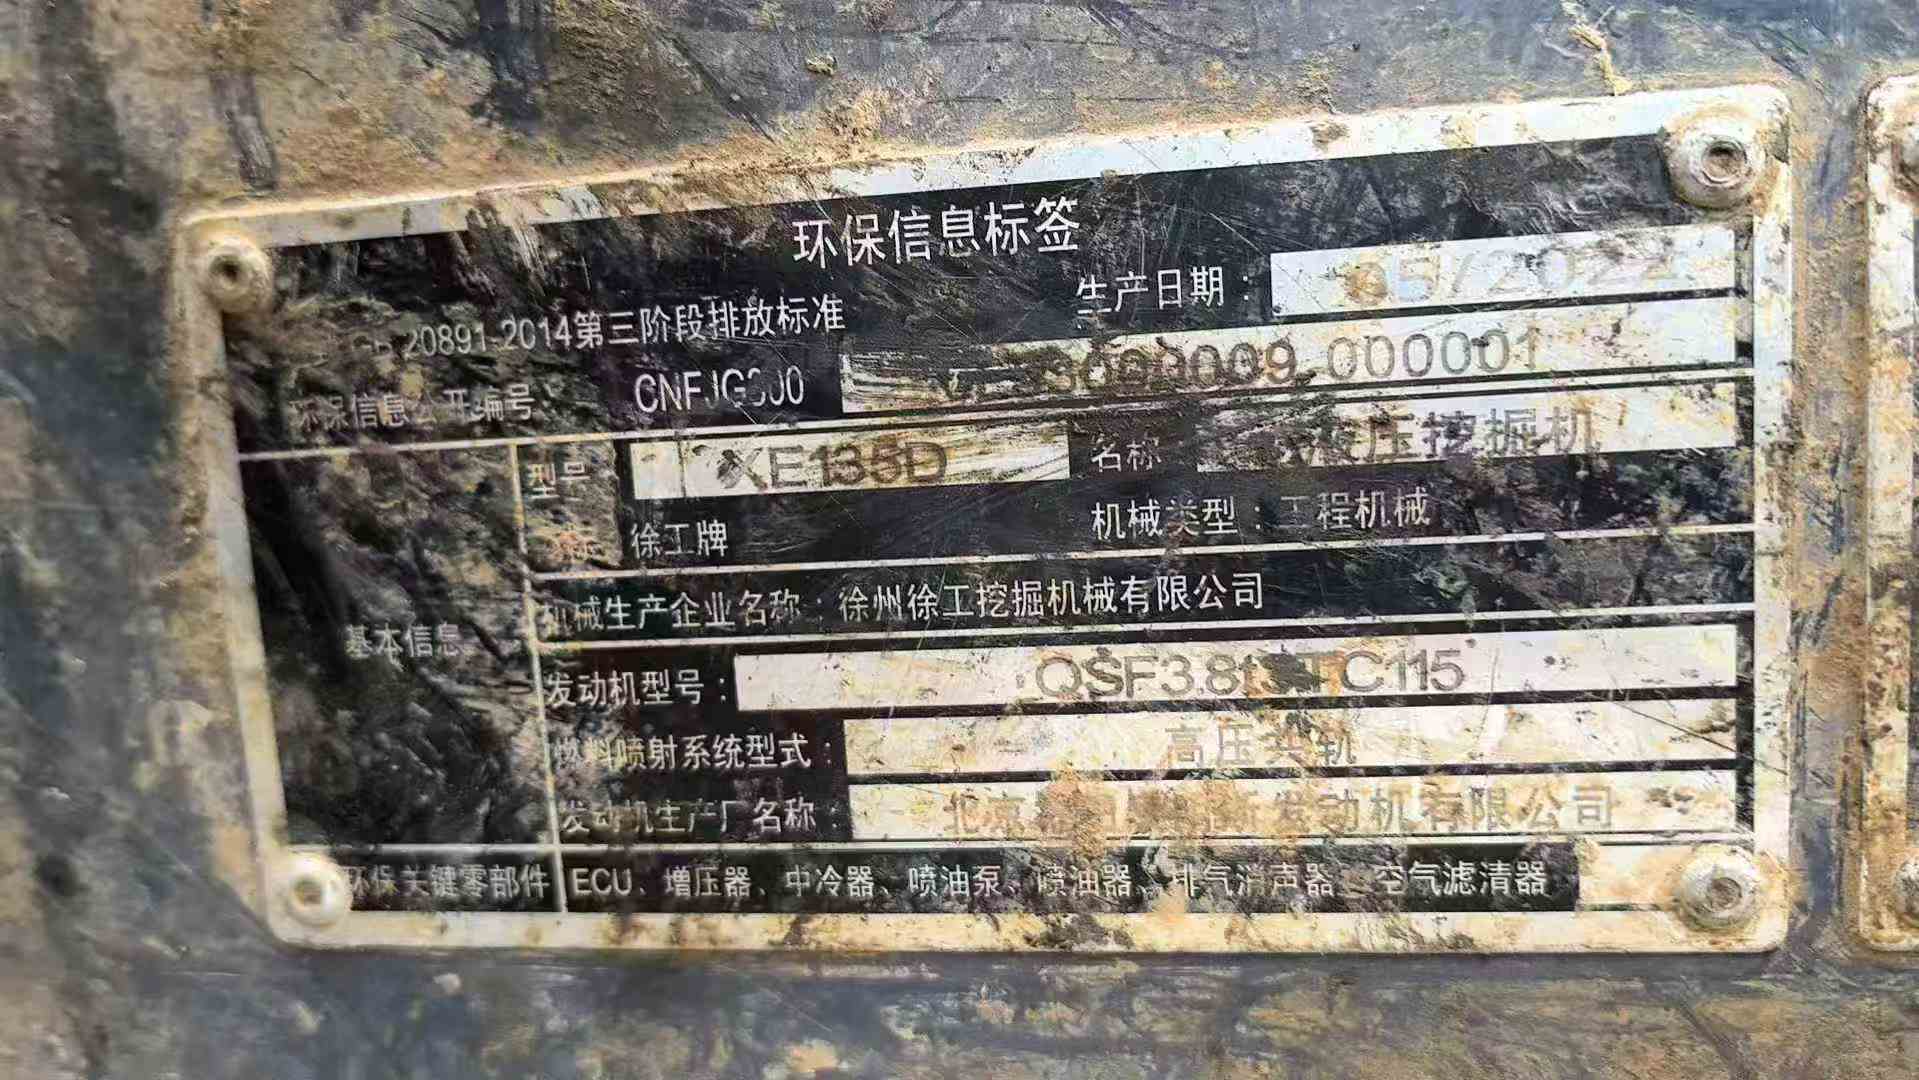 环保信息标签
20891-2014第三阶段排放标准 生产日期：
环保信息公开编号 000001
型号 XE135D 名称 液压挖掘机
徐工牌 机械类型：工程机械
机械生产企业名称：徐州徐工挖掘机械有限公司
基本信息
发动机型号：
燃料喷射系统型式： 高压共轨
发动机生产厂名称： 北京 发动机有限公司
环保关键零部件 ECU、增压器、中冷器、喷油泵、喷油器、排气消声器、空气滤清器